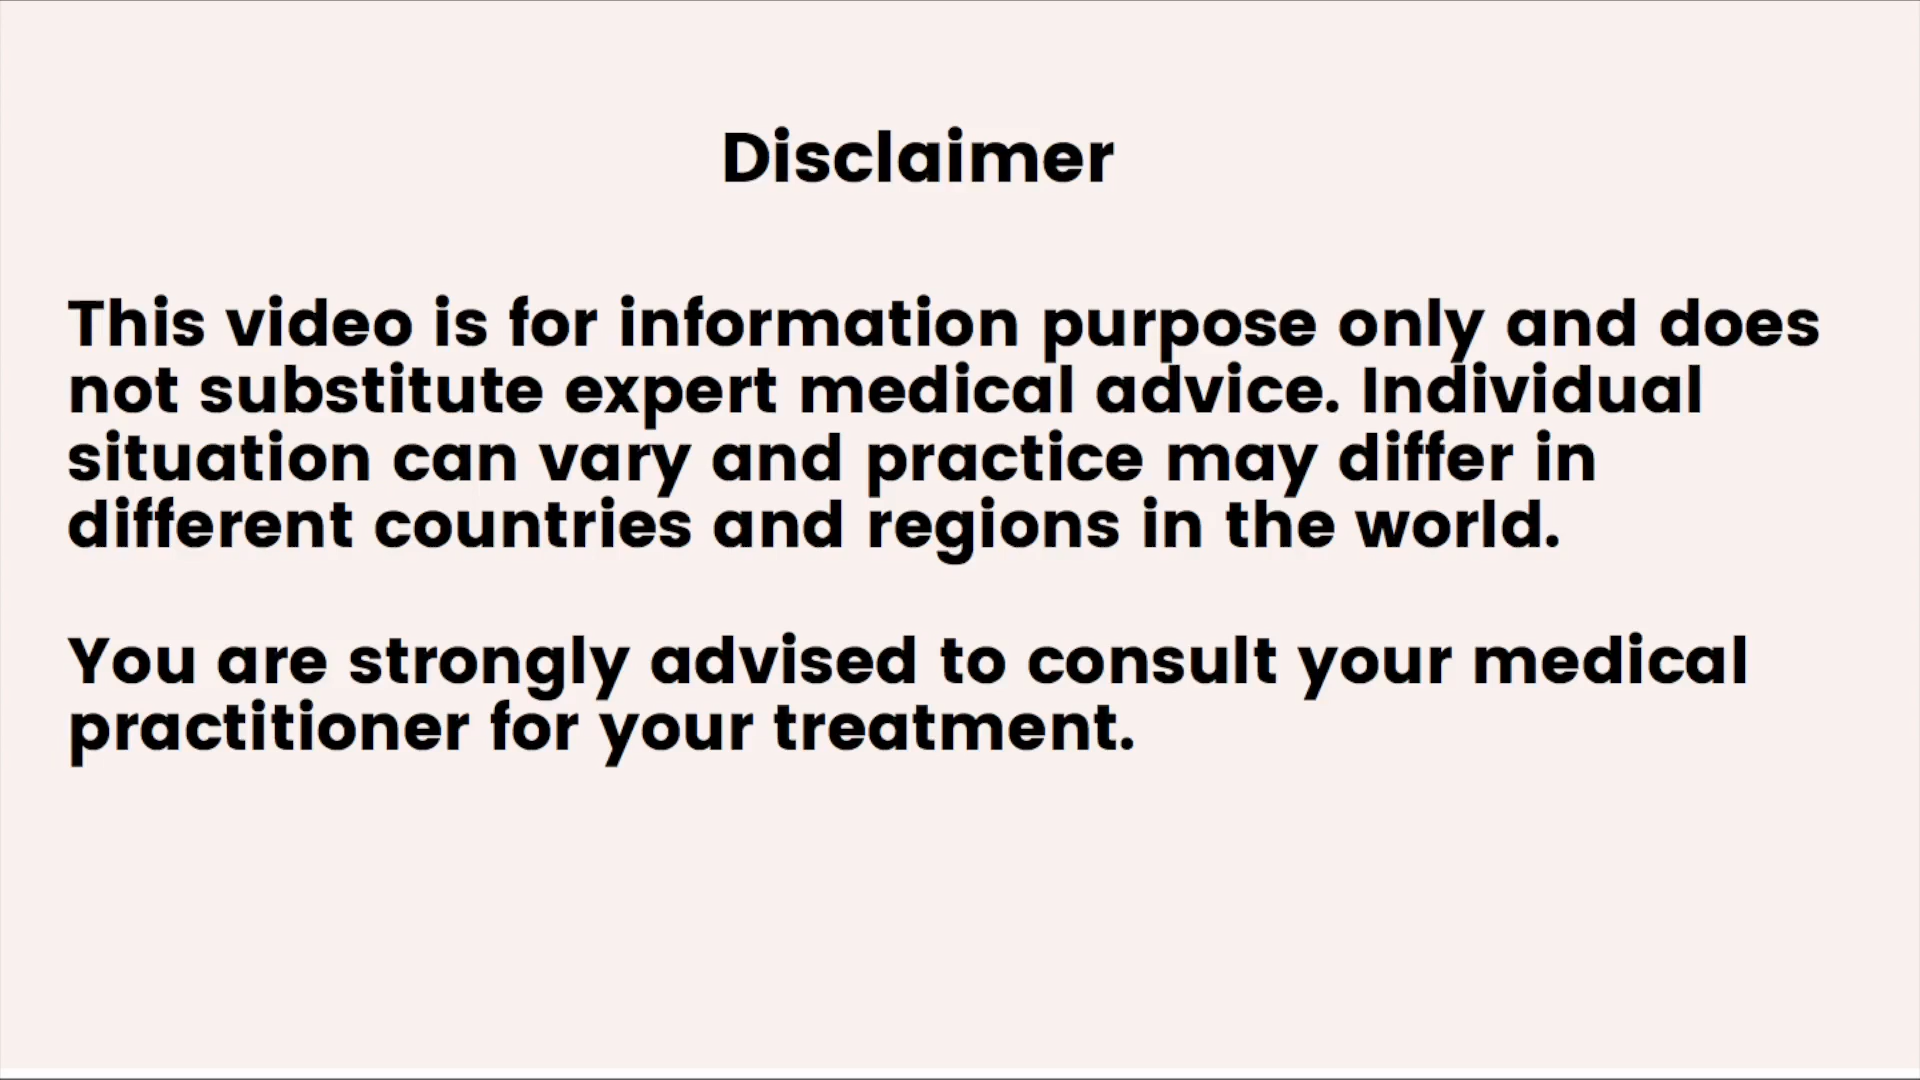 Disclaimer
This video is for information purpose only and does
not substitute expert medical advice. Individual
situation can vary and practice may differ in
different countries and regions in the world.
You are strongly advised to consult your medical
practitioner for your treatment.